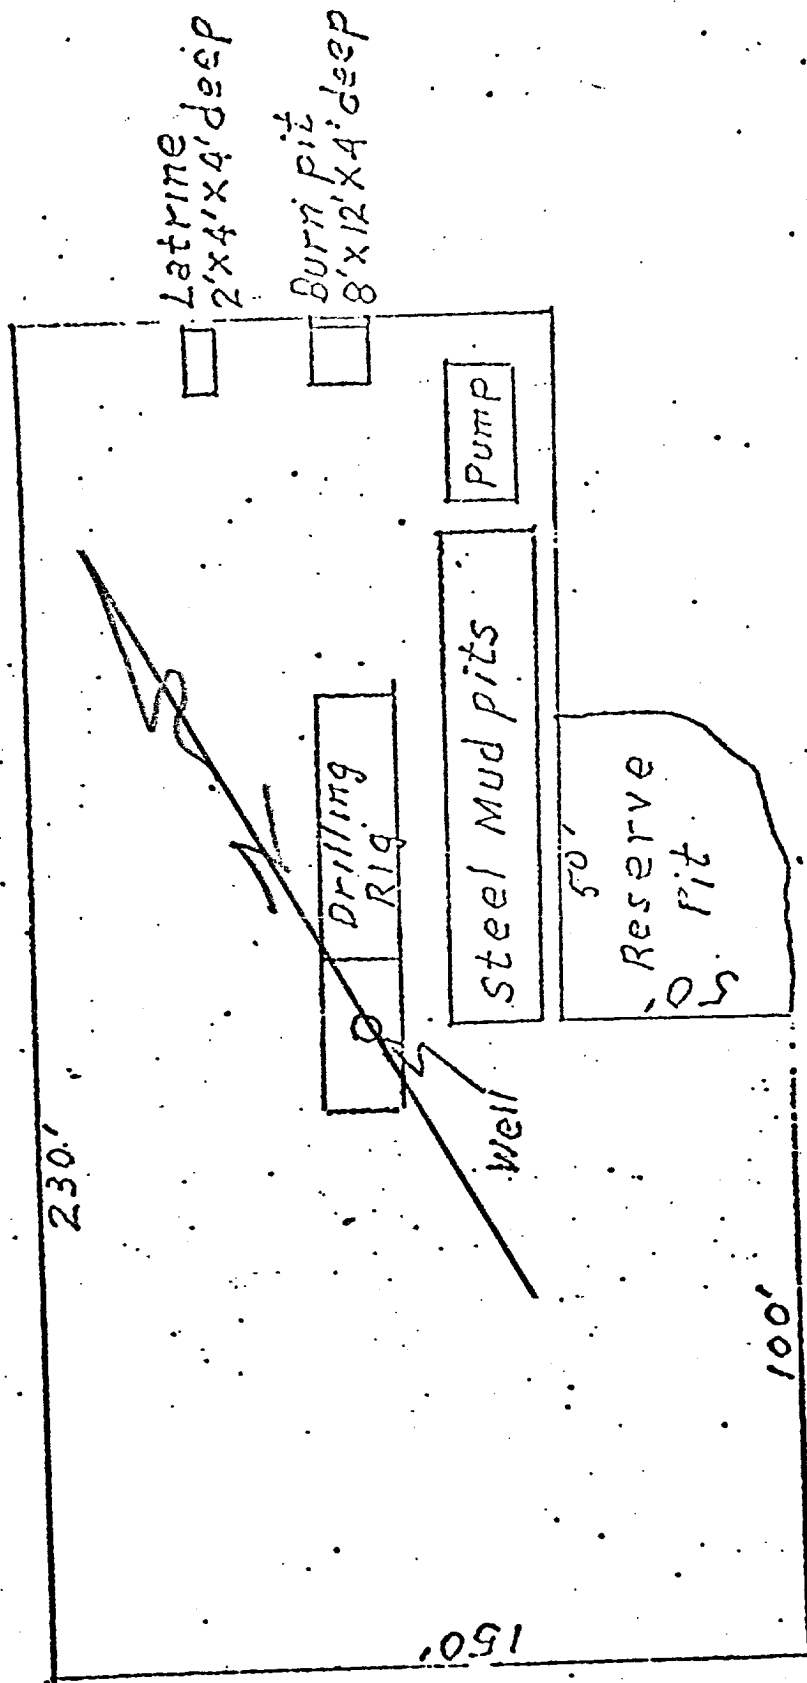 230.'
Latrine
2'x4'x4' deep
Burn pit
8'x12'x4' deep
N
Drilling
Rig
Pump
Steel Mud pits
Well
50'
Reserve
Pit
50'
100'
150'